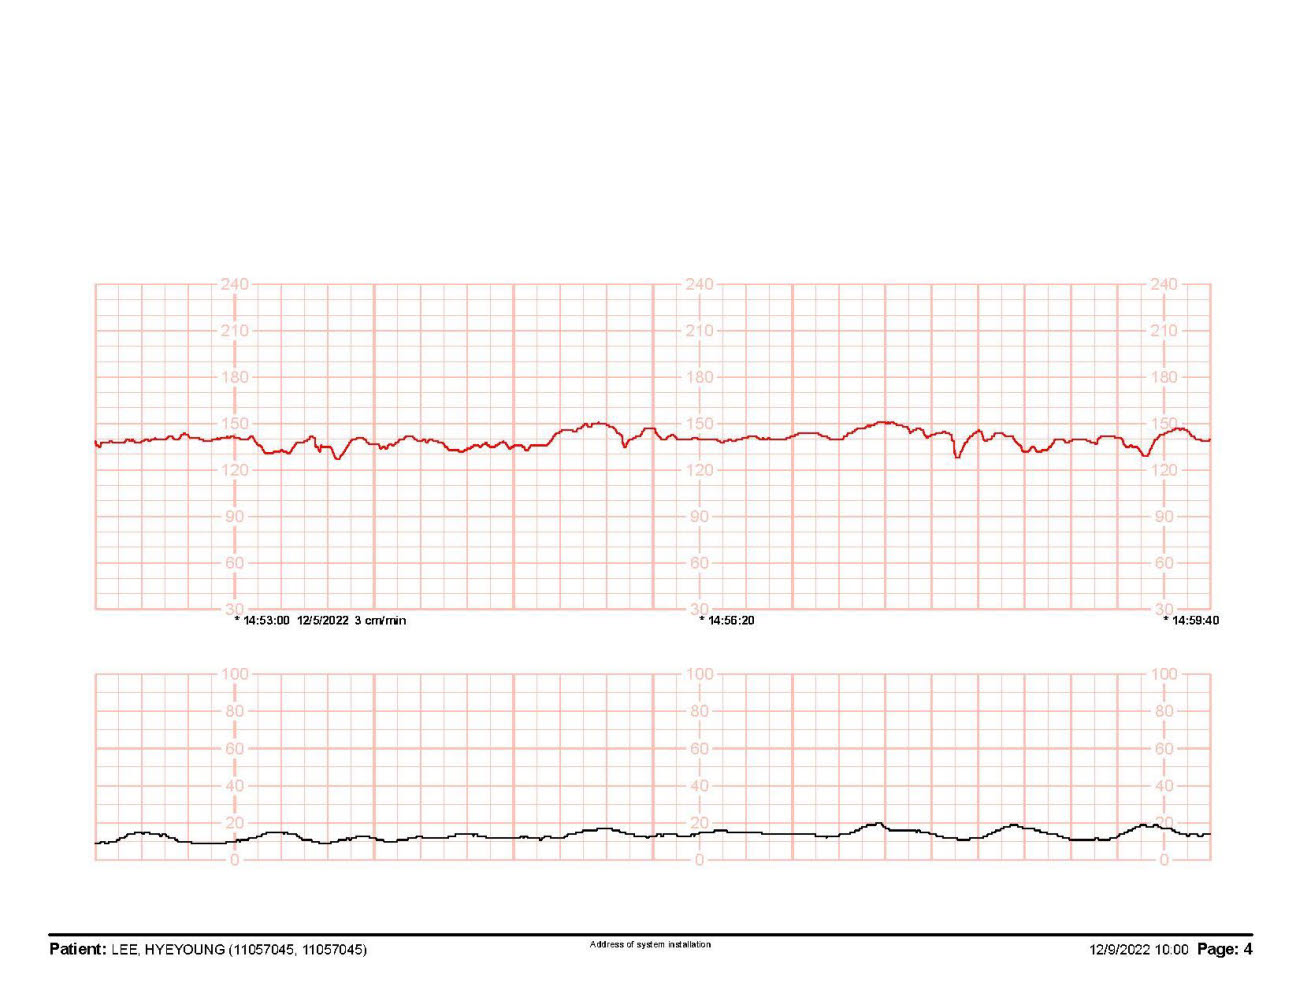 240 240 240
210 210 210
180 180 180
150 150 150
120 120 120
90 90 90
60 60 60
30 30 30
* 14:53:00 12/5/2022 3 cm/min * 14:56:20 * 14:59:40
100 100 100
80 80 80
60 60 60
40 40 40
20 20 20
0 0 0
Patient: LEE, HYEYOUNG (11057045, 11057045) Address of system installation 12/9/2022 10:00 Page: 4